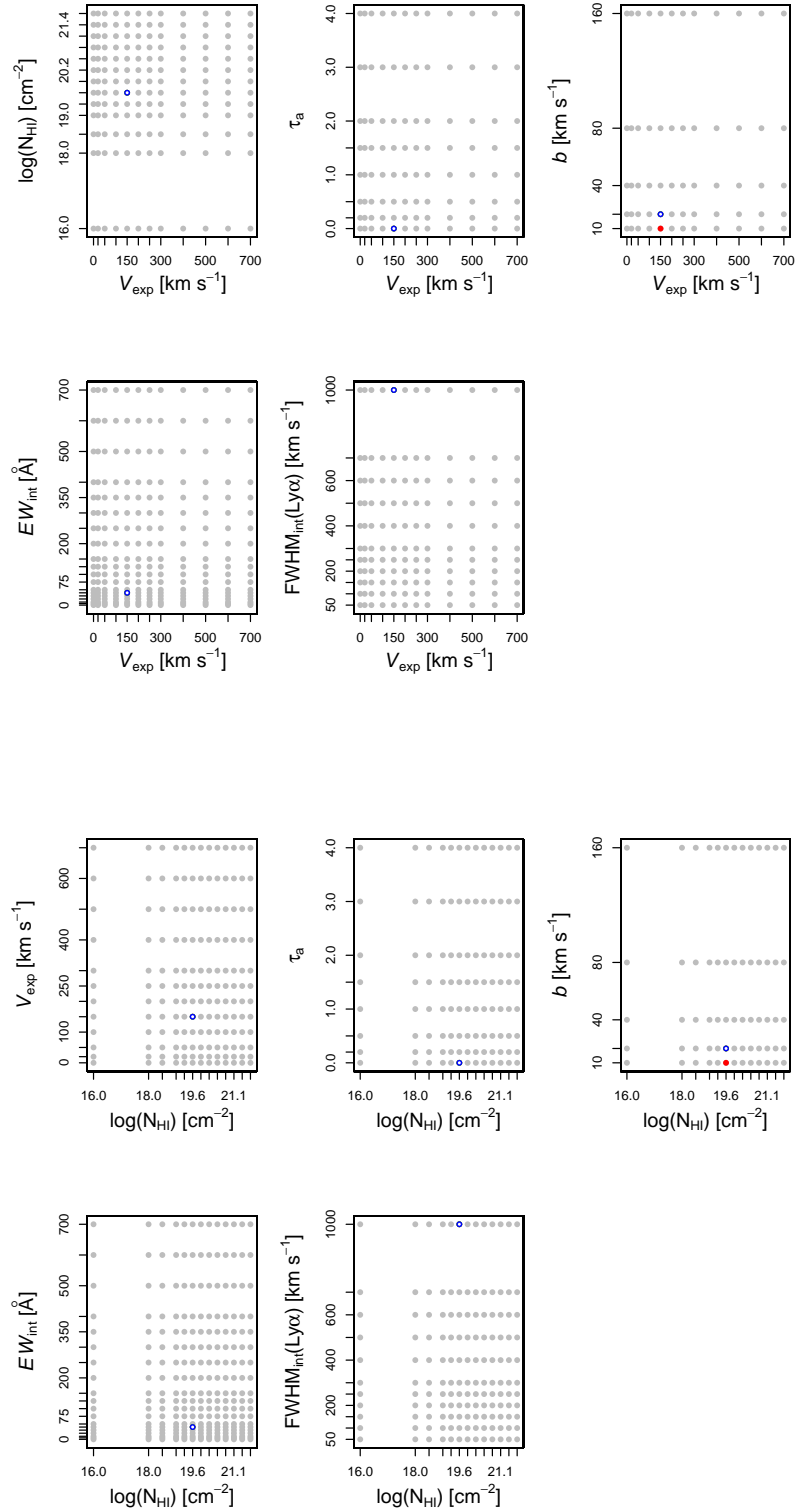 log(N_HI) [cm⁻²]
16.0 18.0 19.0 20.2 21.4
0 150 300 500 700
V_exp [km s⁻¹]
τ_a
0.0 1.0 2.0 3.0 4.0
0 150 300 500 700
V_exp [km s⁻¹]
b [km s⁻¹]
10 40 80 160
0 150 300 500 700
V_exp [km s⁻¹]
EW_int [Å]
0 75 200 350 500 700
0 150 300 500 700
V_exp [km s⁻¹]
FWHM_int(Lyα) [km s⁻¹]
50 200 400 600 1000
0 150 300 500 700
V_exp [km s⁻¹]
V_exp [km s⁻¹]
0 100 250 400 600
16.0 18.0 19.6 21.1
log(N_HI) [cm⁻²]
τ_a
0.0 1.0 2.0 3.0 4.0
16.0 18.0 19.6 21.1
log(N_HI) [cm⁻²]
b [km s⁻¹]
10 40 80 160
16.0 18.0 19.6 21.1
log(N_HI) [cm⁻²]
EW_int [Å]
0 75 200 350 500 700
16.0 18.0 19.6 21.1
log(N_HI) [cm⁻²]
FWHM_int(Lyα) [km s⁻¹]
50 200 400 600 1000
16.0 18.0 19.6 21.1
log(N_HI) [cm⁻²]